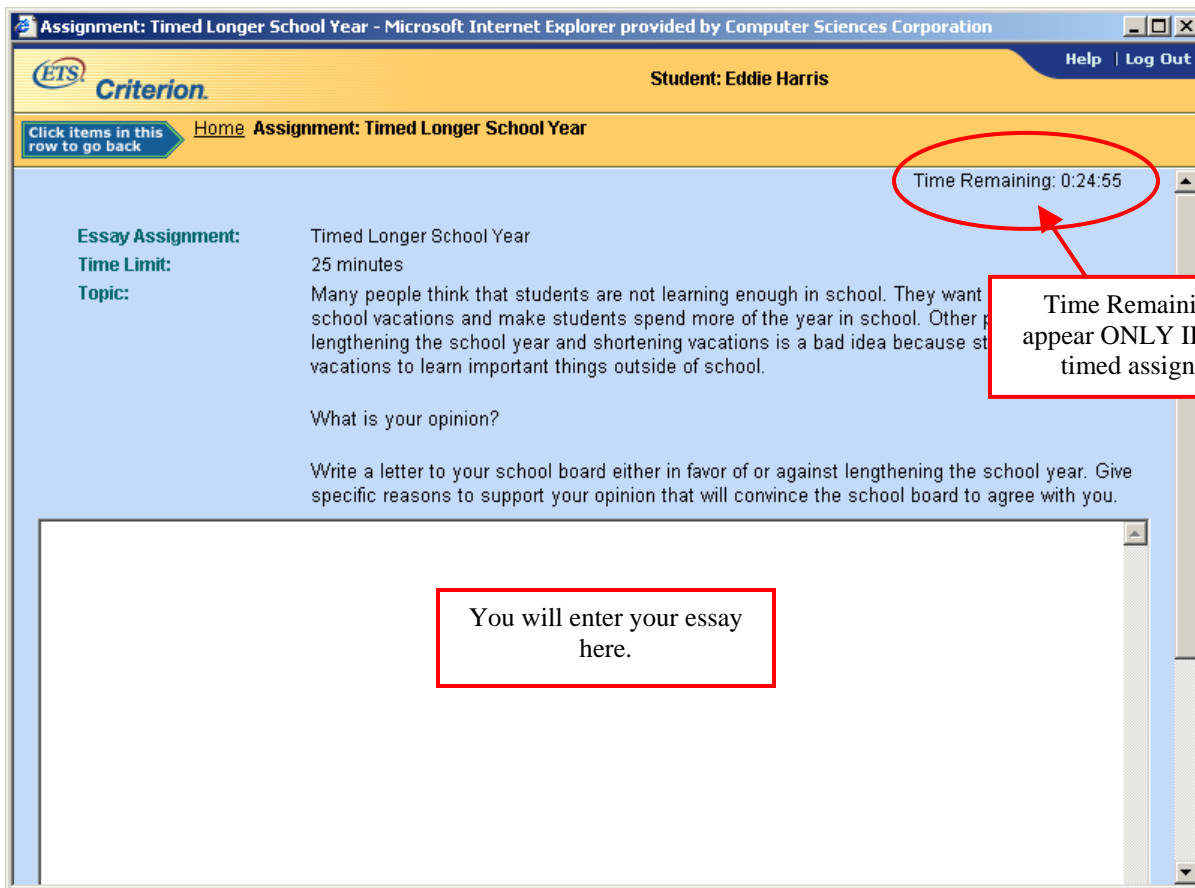 Assignment: Timed Longer School Year - Microsoft Internet Explorer provided by Computer Sciences Corporation
ETS Criterion.
Student: Eddie Harris
Help | Log Out
Click items in this
row to go back
Home Assignment: Timed Longer School Year
Time Remaining: 0:24:55
Essay Assignment: Timed Longer School Year
Time Limit: 25 minutes
Topic: Many people think that students are not learning enough in school. They want
school vacations and make students spend more of the year in school. Other
lengthening the school year and shortening vacations is a bad idea because
vacations to learn important things outside of school.
Time
appear ONLY
timed
What is your opinion?
Write a letter to your school board either in favor of or against lengthening the school year. Give
specific reasons to support your opinion that will convince the school board to agree with you.
You will enter your essay
here.